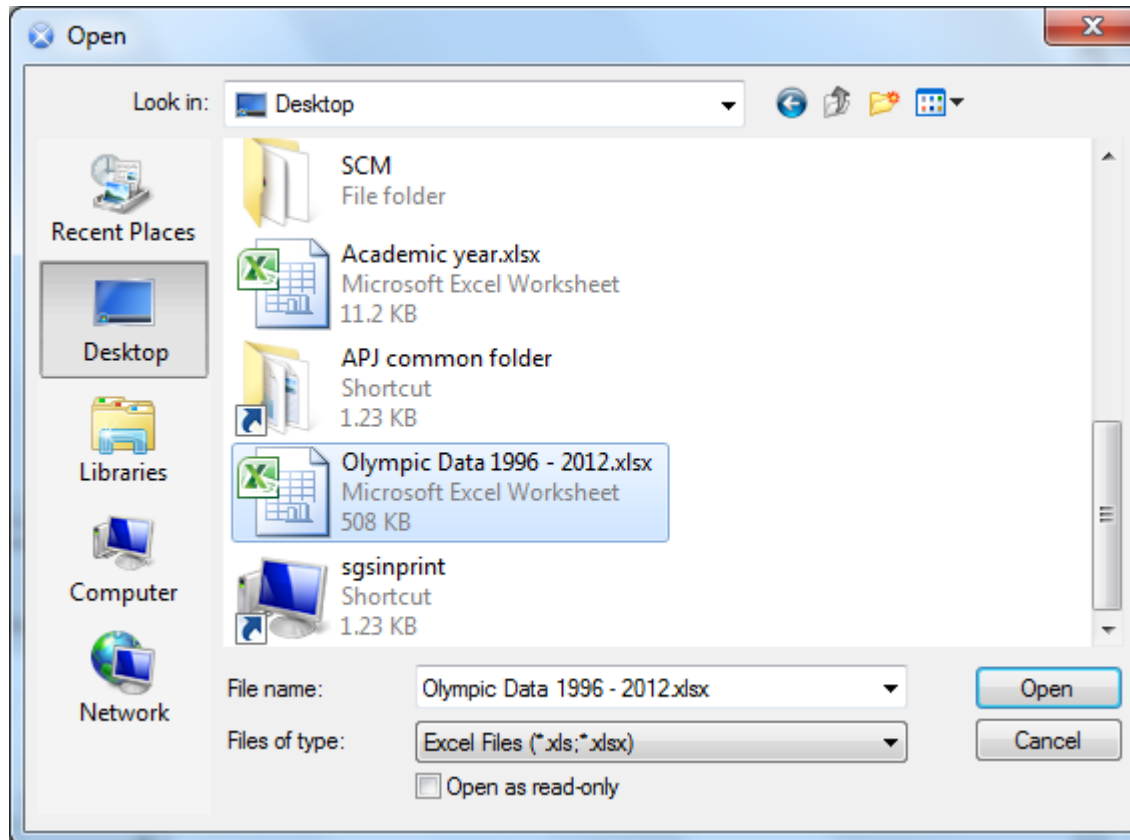 Open
Look in:
Desktop
Recent Places
Desktop
Libraries
Computer
Network
SCM
File folder
Academic year.xlsx
Microsoft Excel Worksheet
11.2 KB
APJ common folder
Shortcut
1.23 KB
Olympic Data 1996 - 2012.xlsx
Microsoft Excel Worksheet
508 KB
sgsinprint
Shortcut
1.23 KB
File name:
Olympic Data 1996 - 2012.xlsx
Open
Files of type:
Excel Files (*.xls;*.xlsx)
Cancel
Open as read-only